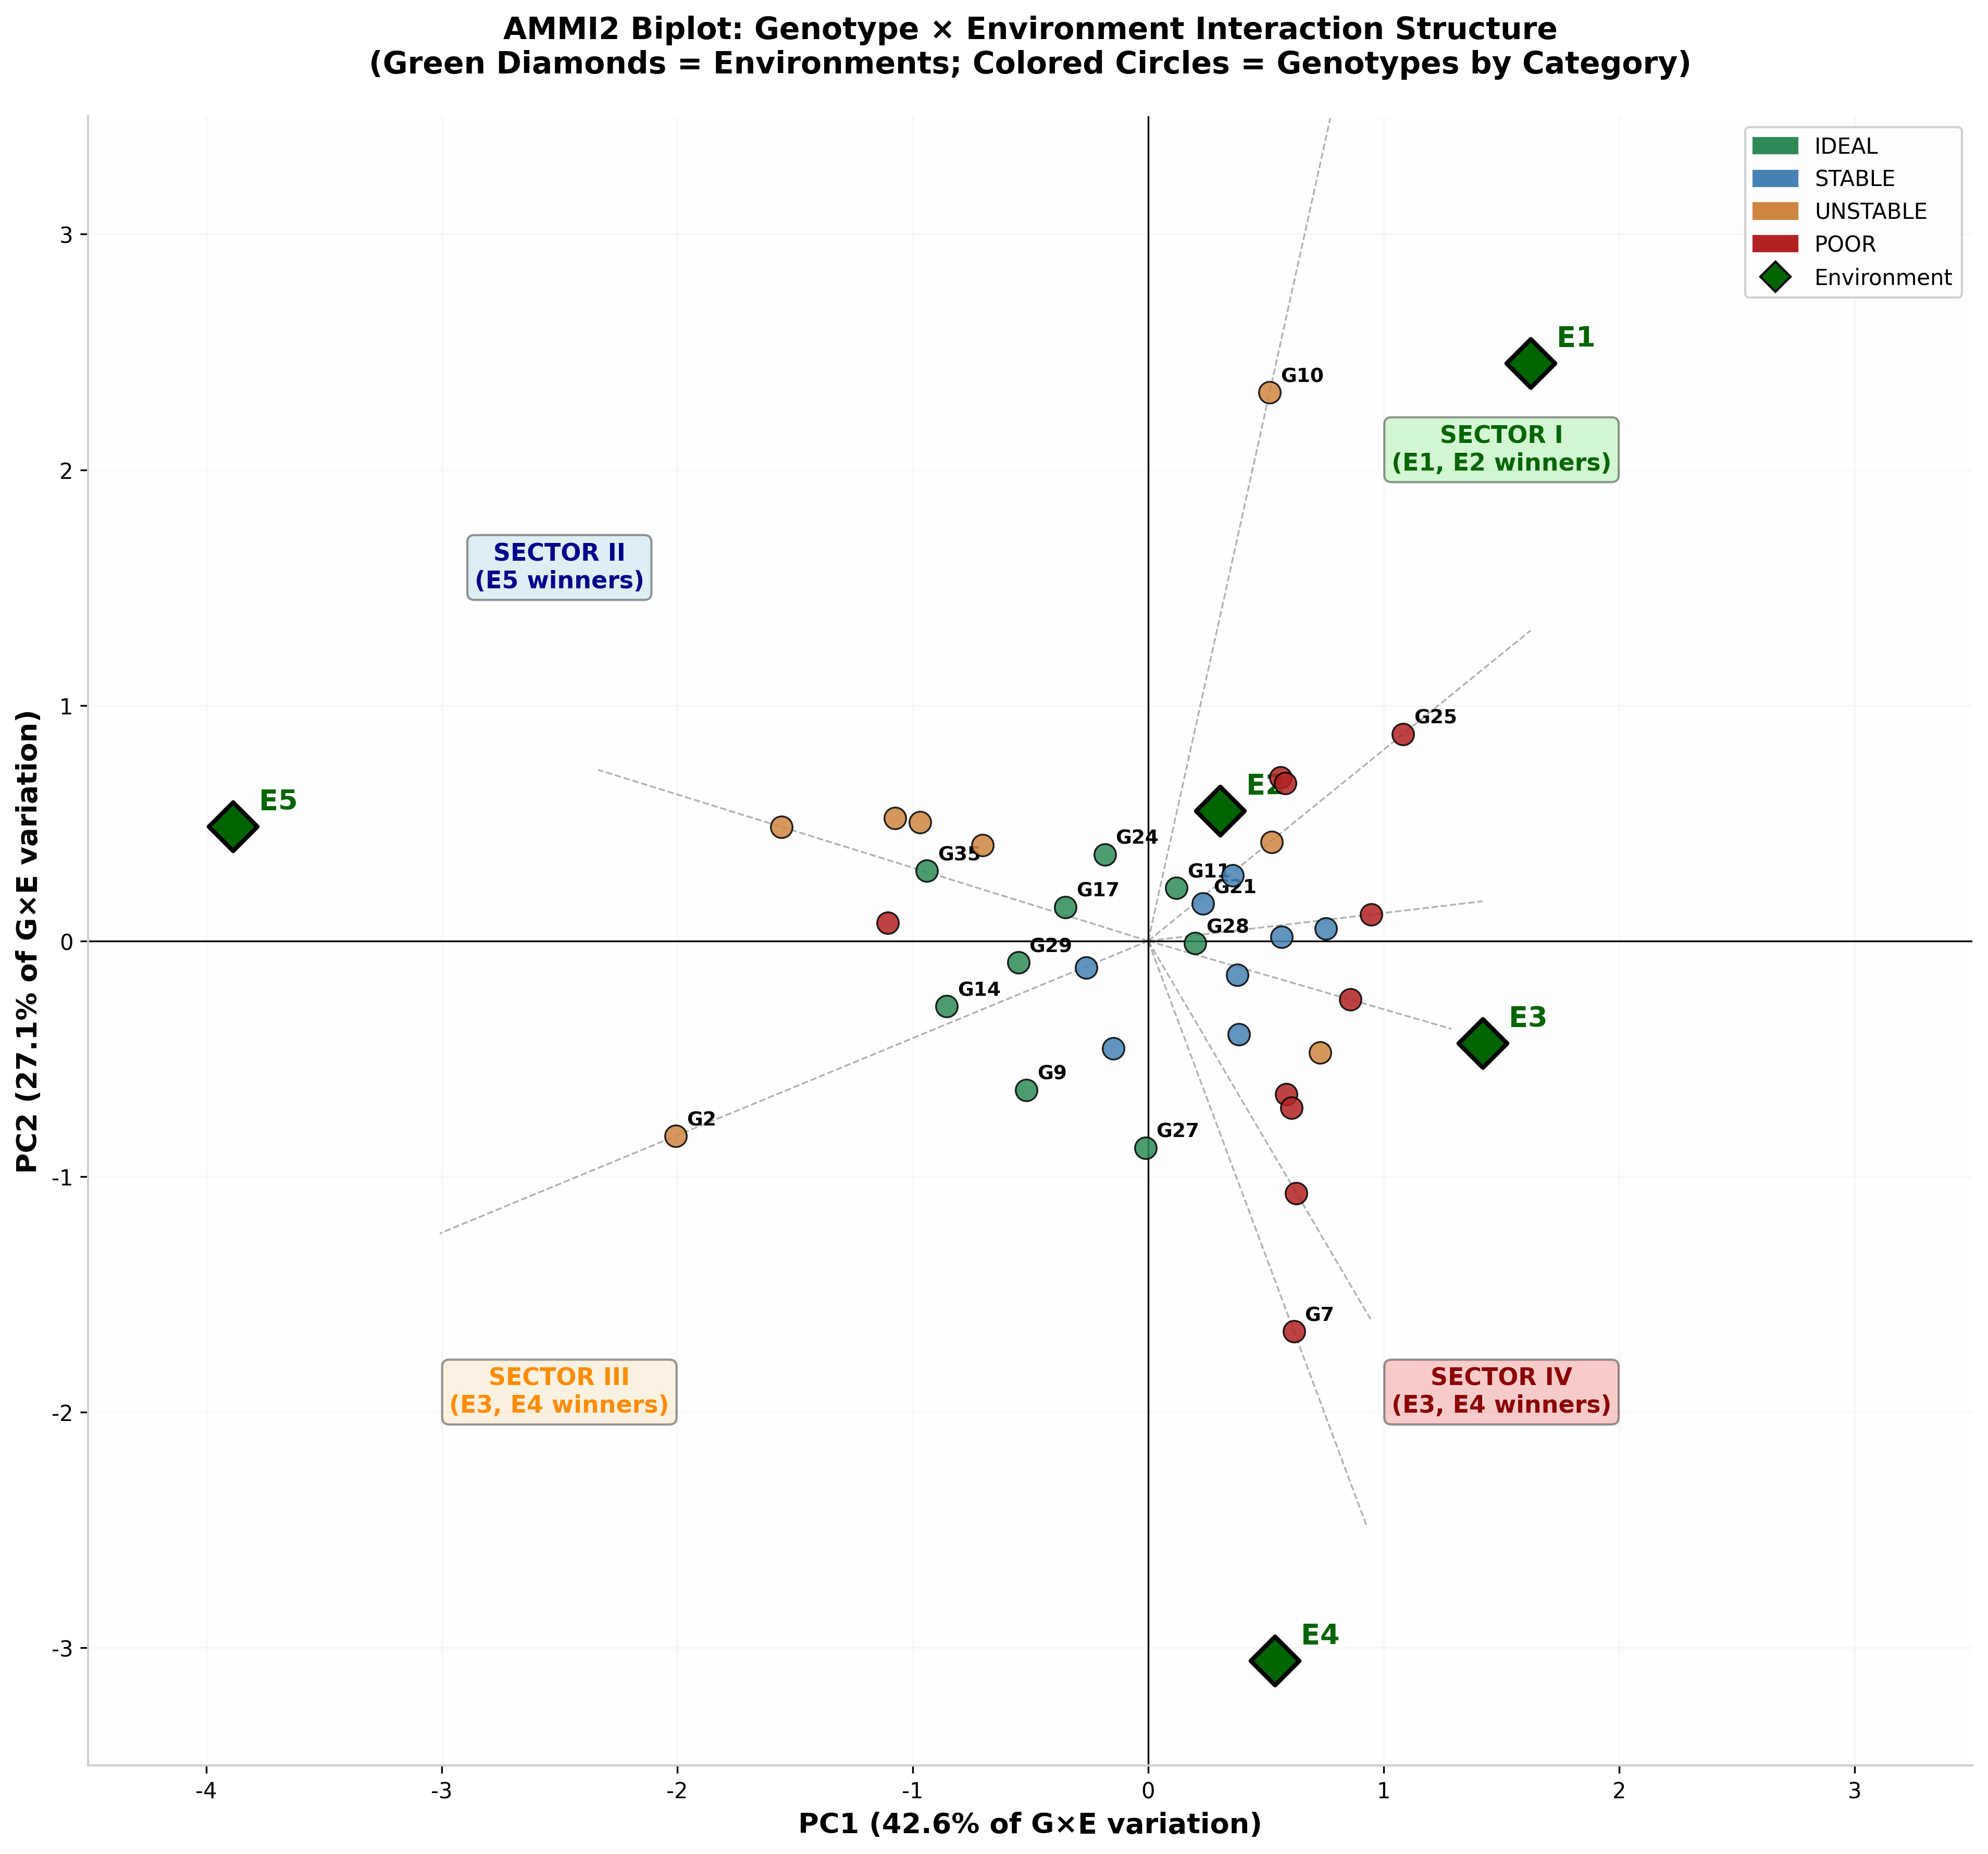 AMMI2 Biplot: Genotype × Environment Interaction Structure
(Green Diamonds = Environments; Colored Circles = Genotypes by Category)
IDEAL
STABLE
UNSTABLE
POOR
Environment
E1
G10
SECTOR I
(E1, E2 winners)
SECTOR II
(E5 winners)
G25
E2
E5
G24
G35
G11
G21
G17
G28
G29
G14
E3
G9
G27
G2
G7
SECTOR III
(E3, E4 winners)
SECTOR IV
(E3, E4 winners)
E4
3
2
1
0
-1
-2
-3
-4
-3
-2
-1
0
1
2
3
PC1 (42.6% of G×E variation)
PC2 (27.1% of G×E variation)